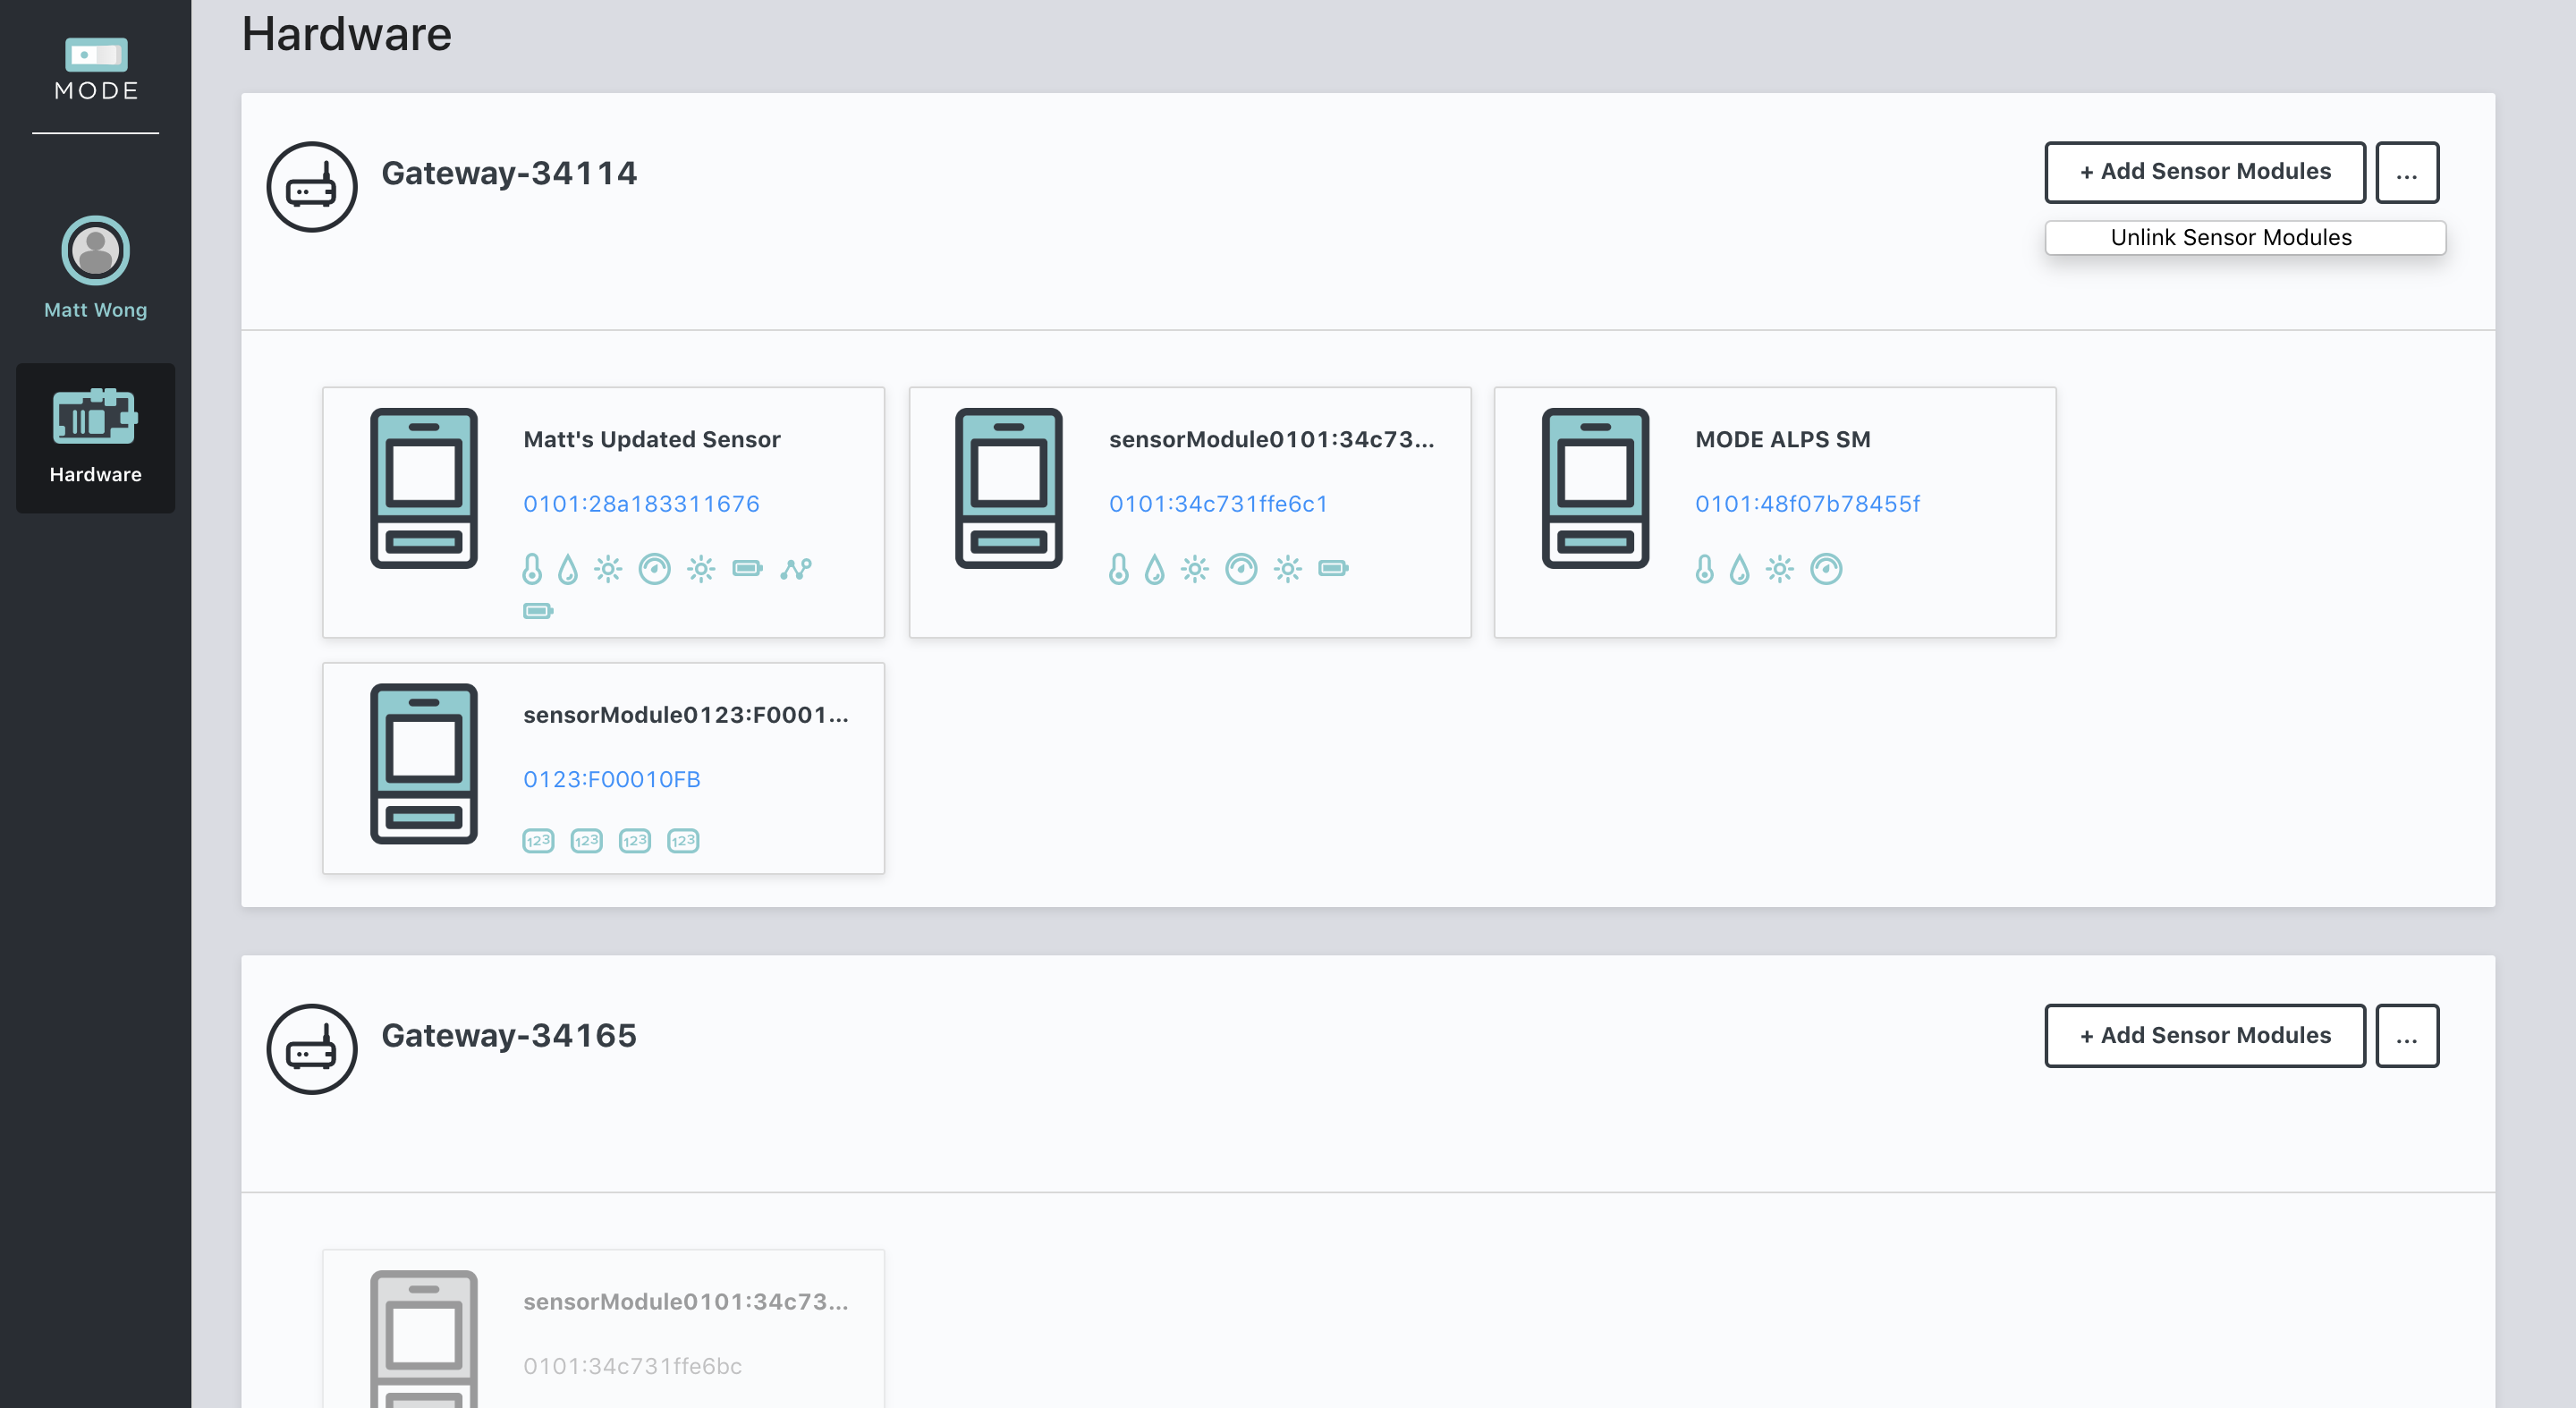 MODE
Matt Wong
Hardware
Hardware
Gateway-34114
+ Add Sensor Modules
...
Unlink Sensor Modules
Matt's Updated Sensor
0101:28a183311676
sensorModule0101:34c73...
0101:34c731ffe6c1
MODE ALPS SM
0101:48f07b78455f
sensorModule0123:F0001...
0123:F00010FB
123 123 123 123
Gateway-34165
+ Add Sensor Modules
...
sensorModule0101:34c73...
0101:34c731ffe6bc